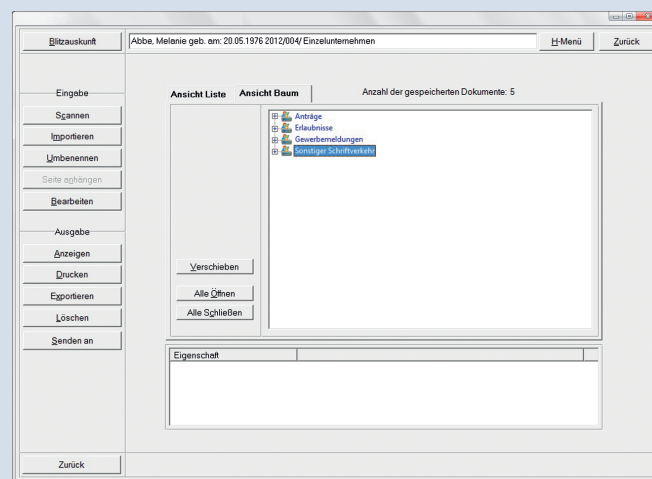 Blitzauskunft
Abbe, Melanie geb. am: 20.05.1976 2012/004/ Einzelunternehmen
H-Menü
Zurück
Eingabe
Scannen
Importieren
Umbenennen
Seite anhängen
Bearbeiten
Ausgabe
Anzeigen
Drucken
Exportieren
Löschen
Senden an
Ansicht Liste
Ansicht Baum
Anzahl der gespeicherten Dokumente: 5
Anträge
Erlaubnisse
Gewerbemeldungen
Sonstiger Schriftverkehr
Verschieben
Alle Öffnen
Alle Schließen
Eigenschaft
Zurück